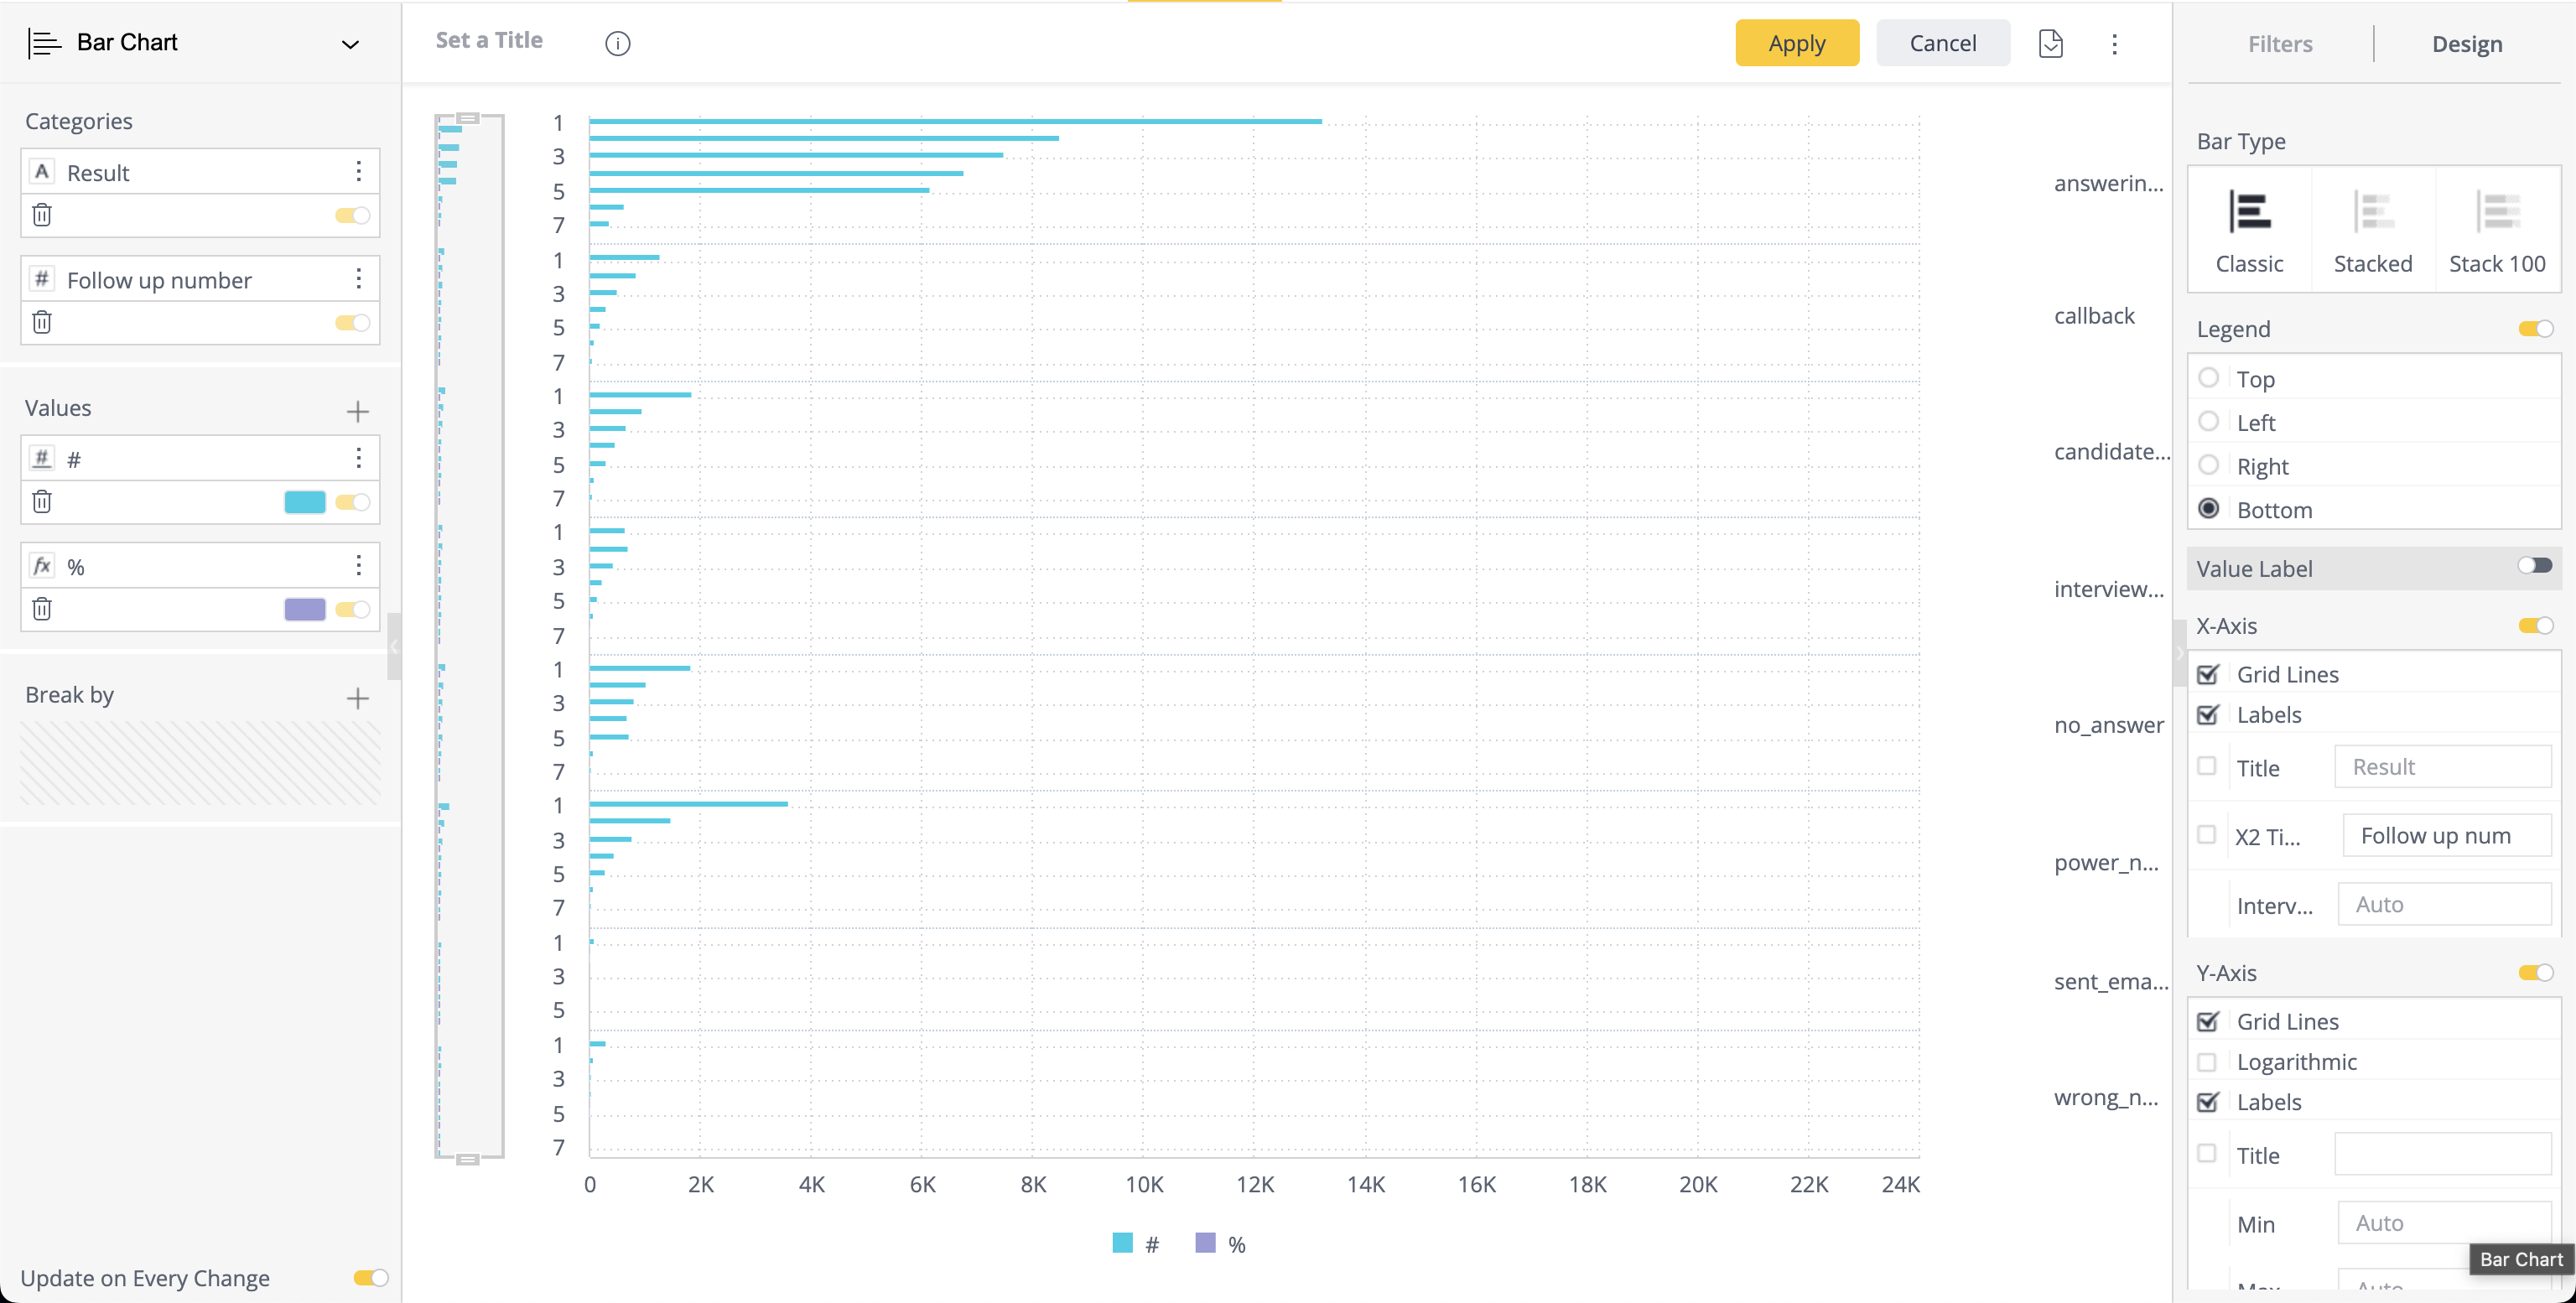 Bar Chart
Categories
A Result
# Follow up number
Values
# #
fx %
Break by
Update on Every Change
Set a Title
Apply
Cancel
1
3
5
7
answerin...
1
3
5
7
callback
1
3
5
7
candidate...
1
3
5
7
interview...
1
3
5
7
no_answer
1
3
5
7
power_n...
1
3
5
sent_ema...
1
3
5
7
wrong_n...
0 2K 4K 6K 8K 10K 12K 14K 16K 18K 20K 22K 24K
# %
Filters
Design
Bar Type
Classic Stacked Stack 100
Legend
Top
Left
Right
Bottom
Value Label
X-Axis
Grid Lines
Labels
Title Result
X2 Ti... Follow up num
Interv... Auto
Y-Axis
Grid Lines
Logarithmic
Labels
Title
Min Auto
Bar Chart
Max Auto